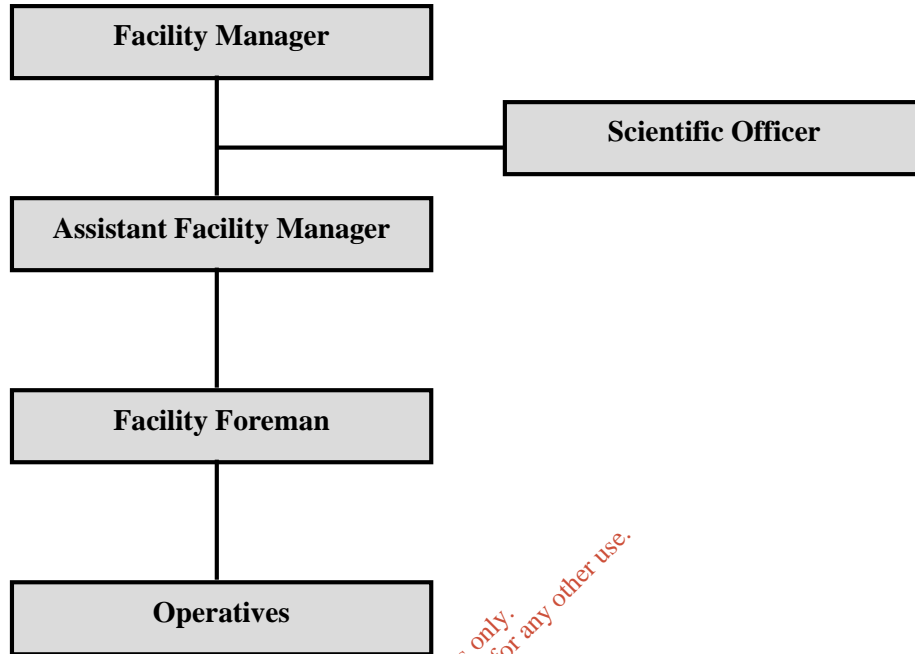 Facility Manager
Scientific Officer
Assistant Facility Manager
Facility Foreman
Operatives
only.
for any other use.